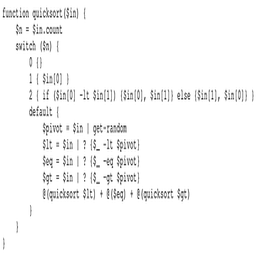 function quicksort($in) {
    $n = $in.count
    switch ($n) {
        0 {}
        1 { $in[0] }
        2 { if ($in[0] -lt $in[1]) {$in[0], $in[1]} else {$in[1], $in[0]} }
        default {
            $pivot = $in | get-random
            $lt = $in | ? {$_ -lt $pivot}
            $eq = $in | ? {$_ -eq $pivot}
            $gt = $in | ? {$_ -gt $pivot}
            @(quicksort $lt) + @($eq) + @(quicksort $gt)
        }
    }
}